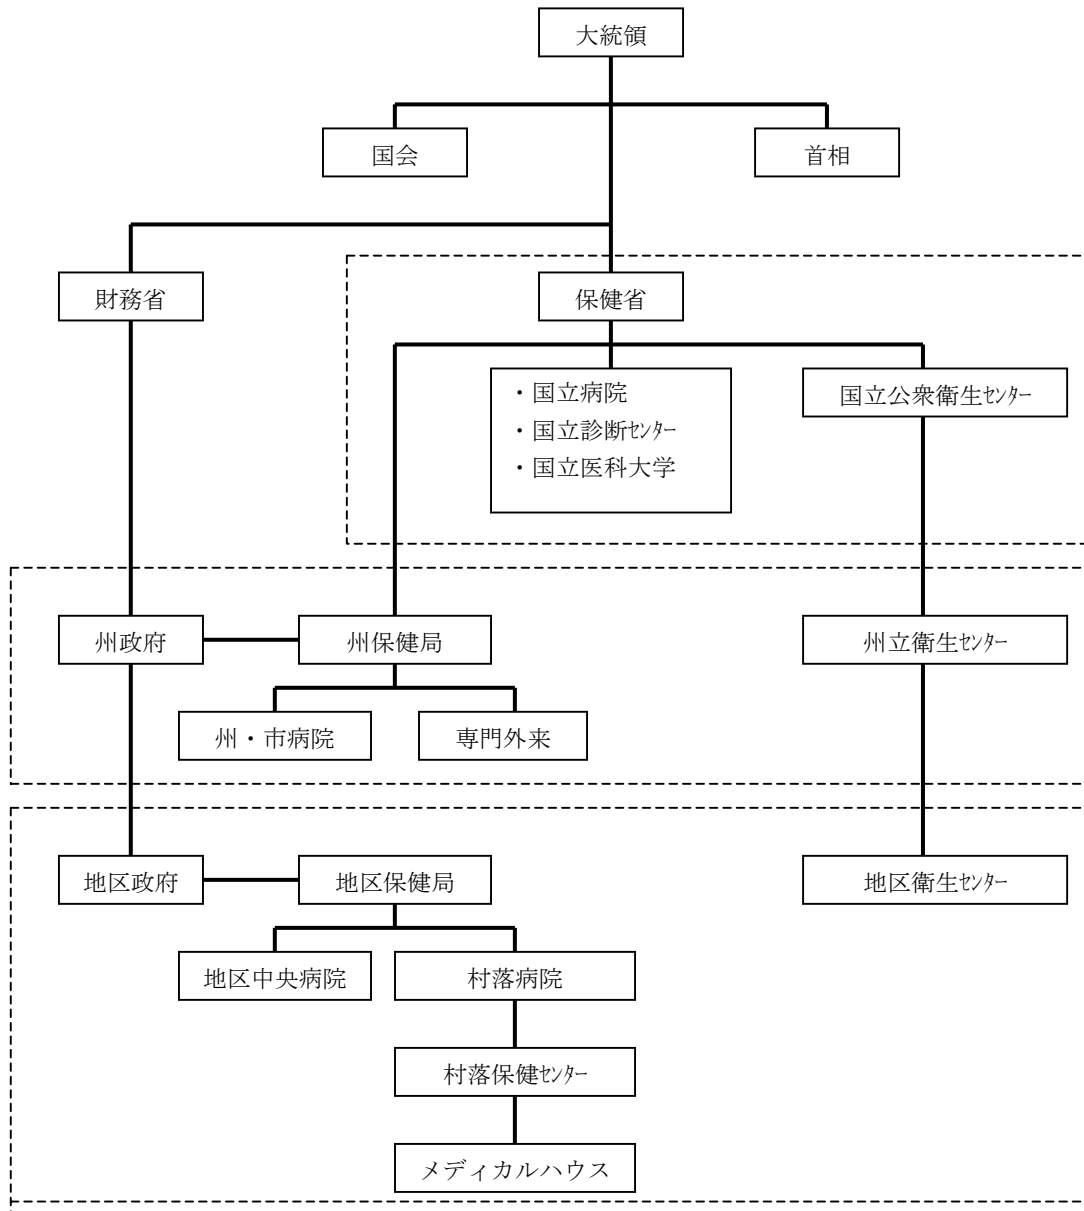 大統領
国会
首相
財務省
保健省
・国立病院
・国立診断ｾﾝﾀｰ
・国立医科大学
国立公衆衛生ｾﾝﾀｰ
州政府
州保健局
州立衛生ｾﾝﾀｰ
州・市病院
専門外来
地区政府
地区保健局
地区衛生ｾﾝﾀｰ
地区中央病院
村落病院
村落保健ｾﾝﾀｰ
メディカルハウス